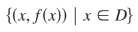 {(x, f(x)) | x ∈ D}